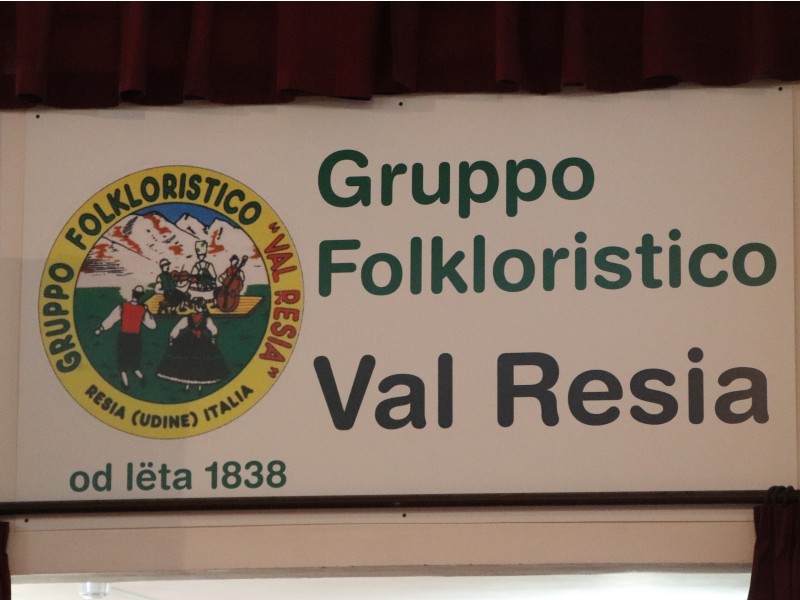 Gruppo
Folkloristico
Val Resia
GRUPPO FOLKLORISTICO "VAL RESIA"
RESIA (UDINE) ITALIA
od lëta 1838